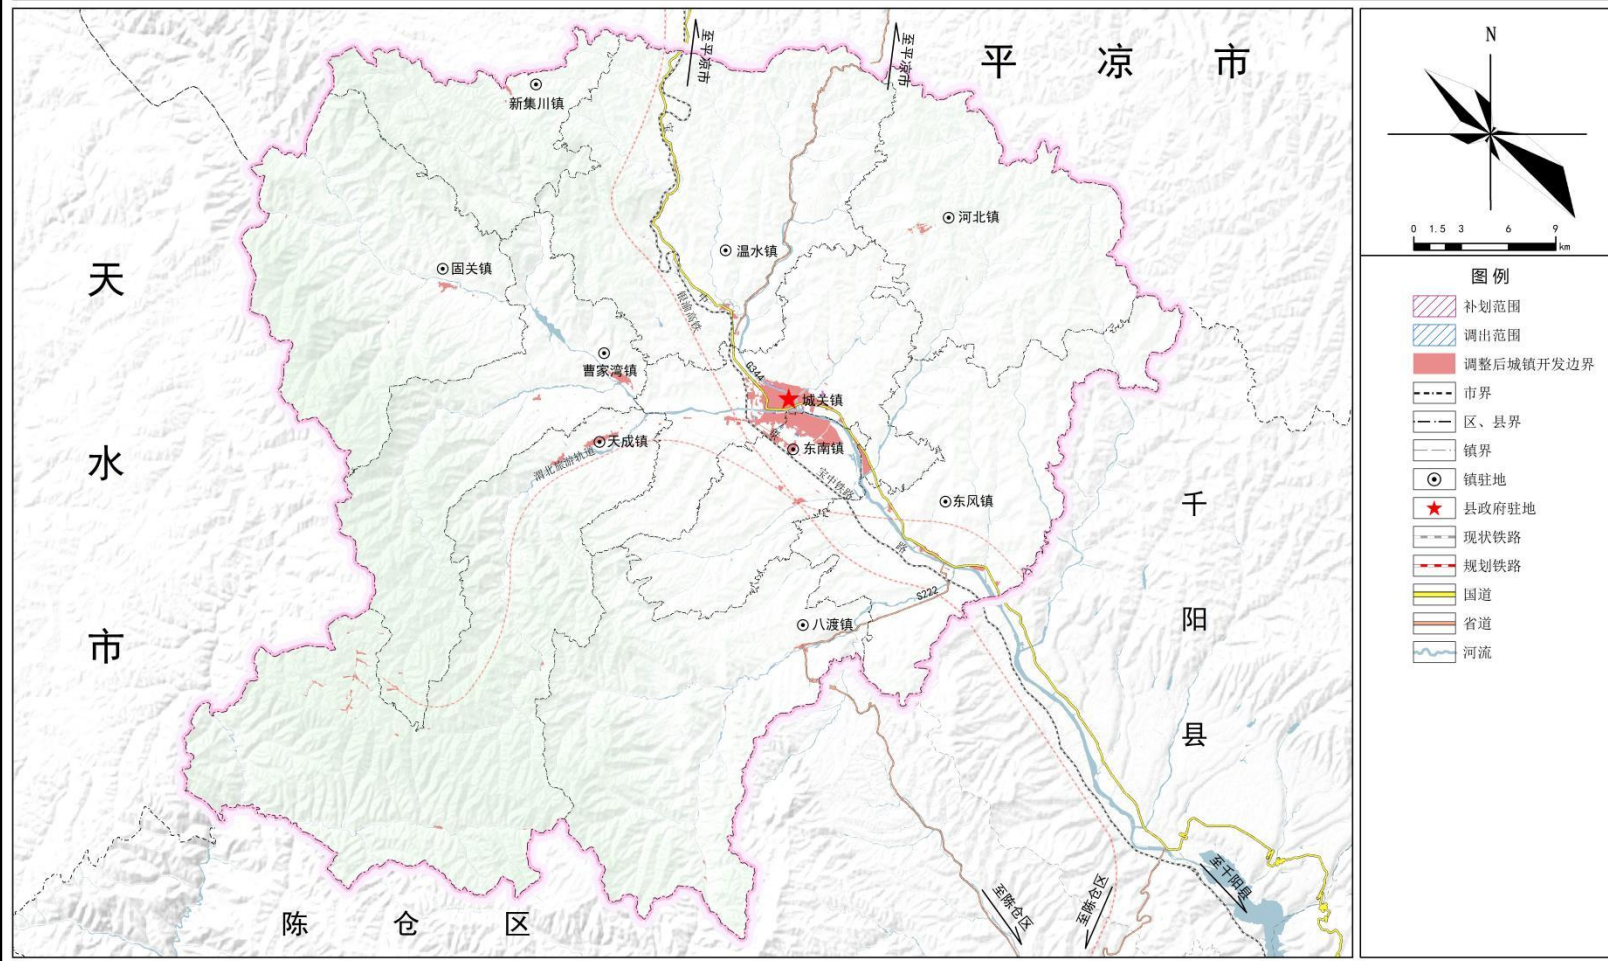 至平凉市
至平凉市
平凉市
新集川镇
河北镇
温水镇
固关镇
天水市
银渝高铁
曹家湾镇
G344
城关镇
天成镇
东南镇
渭北旅游轨道
宝中铁路
东风镇
千阳县
路
S222
八渡镇
至千阳县
至陈仓区
至陈仓区
陈仓区
N
0 1.5 3 6 9
km
图例
补划范围
调出范围
调整后城镇开发边界
市界
区、县界
镇界
镇驻地
县政府驻地
现状铁路
规划铁路
国道
省道
河流